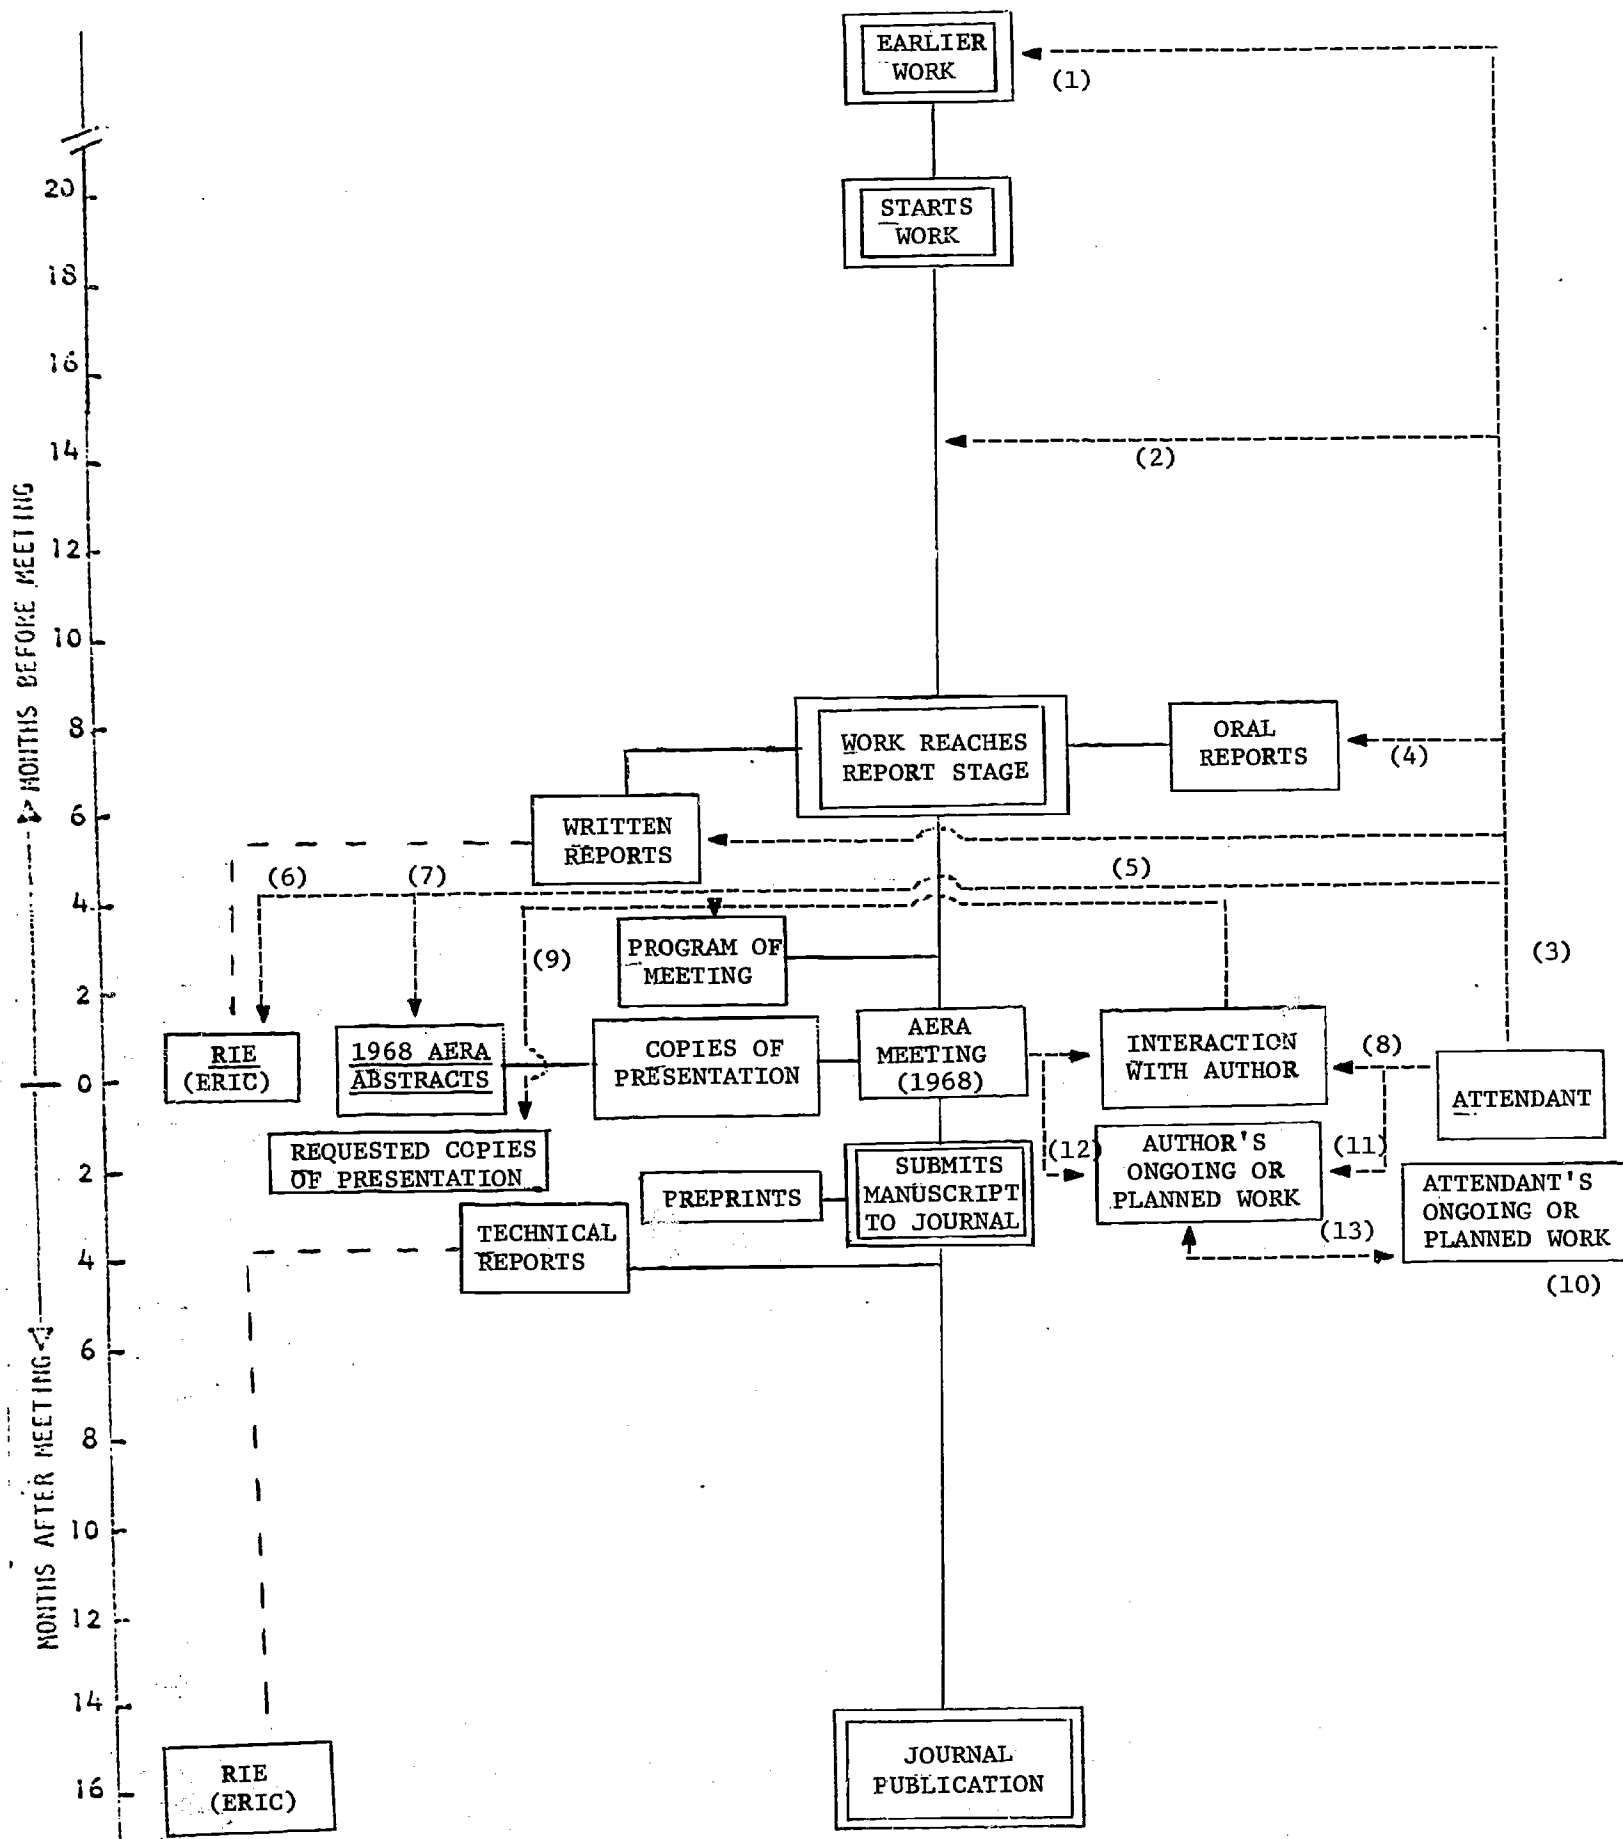 EARLIER
WORK
(1)
20
STARTS
WORK
18
16
14
(2)
MONTHS BEFORE MEETING
12
10
8
WORK REACHES
REPORT STAGE
ORAL
REPORTS
(4)
6
WRITTEN
REPORTS
(5)
(6)
(7)
4
PROGRAM OF
MEETING
(9)
(3)
2
RIE
(ERIC)
1968 AERA
ABSTRACTS
COPIES OF
PRESENTATION
AERA
MEETING
(1968)
INTERACTION
WITH AUTHOR
(8)
ATTENDANT
0
REQUESTED COPIES
OF PRESENTATION
(12)
AUTHOR'S
ONGOING OR
PLANNED WORK
(11)
2
PREPRINTS
SUBMITS
MANUSCRIPT
TO JOURNAL
ATTENDANT'S
ONGOING OR
PLANNED WORK
TECHNICAL
REPORTS
(13)
(10)
4
6
MONTHS AFTER MEETING
8
10
12
14
RIE
(ERIC)
JOURNAL
PUBLICATION
16